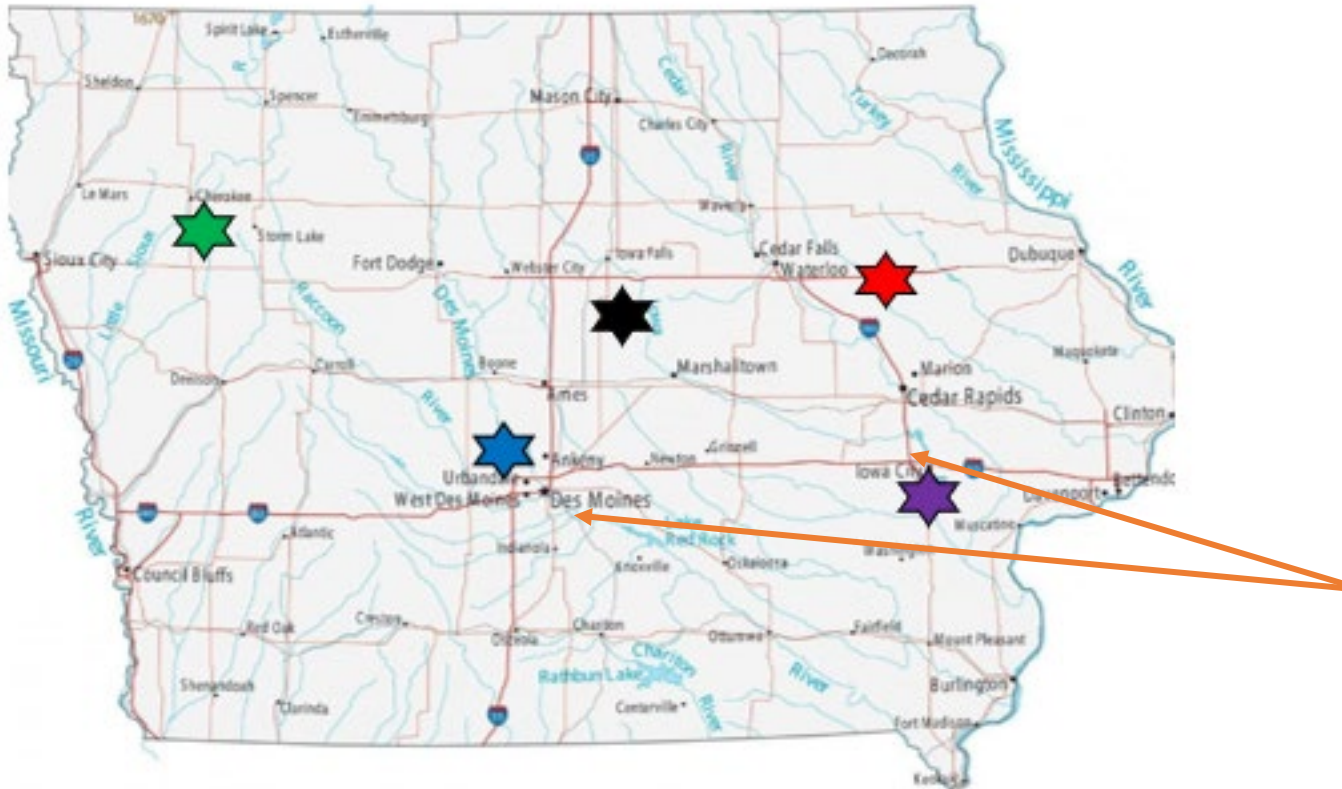 1670
Spirit Lake
Estherville
Decorah
Sheldon
Spencer
Emmetsburg
Mason City
Cedar
River
Charles City
Turkey
River
Mississippi
River
Le Mars
Cherokee
Waverly
Sioux City
Little
Sioux
Storm Lake
Fort Dodge
Webster City
Iowa Falls
Cedar Falls
Waterloo
Dubuque
Missouri
River
Raccoon
River
Des Moines
Denison
Carroll
Boone
Ames
Marshalltown
Marion
Cedar Rapids
Maquoketa
Clinton
Ankeny
Newton
Grinnell
Iowa City
Urbandale
West Des Moines
Des Moines
Davenport
Muscatine
Atlantic
Indianola
Lake
Red Rock
Knoxville
Oskaloosa
Council Bluffs
Red Oak
Creston
Osceola
Chariton
Ottumwa
Fairfield
Mount Pleasant
Rathbun Lake
Chariton
River
River
Burlington
Shenandoah
Clarinda
Centerville
Fort Madison